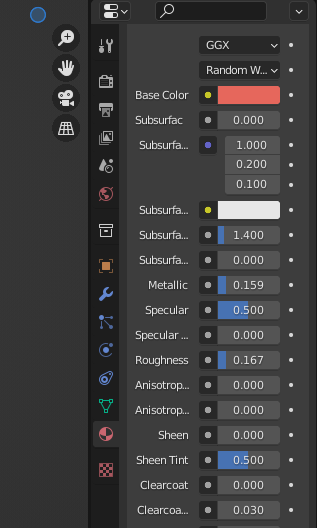 GGX
Random W...
Base Color
Subsurfac 0.000
Subsurfa... 1.000
0.200
0.100
Subsurfa...
Subsurfa... 1.400
Subsurfa... 0.000
Metallic 0.159
Specular 0.500
Specular ... 0.000
Roughness 0.167
Anisotrop... 0.000
Anisotrop... 0.000
Sheen 0.000
Sheen Tint 0.500
Clearcoat 0.000
Clearcoa... 0.030